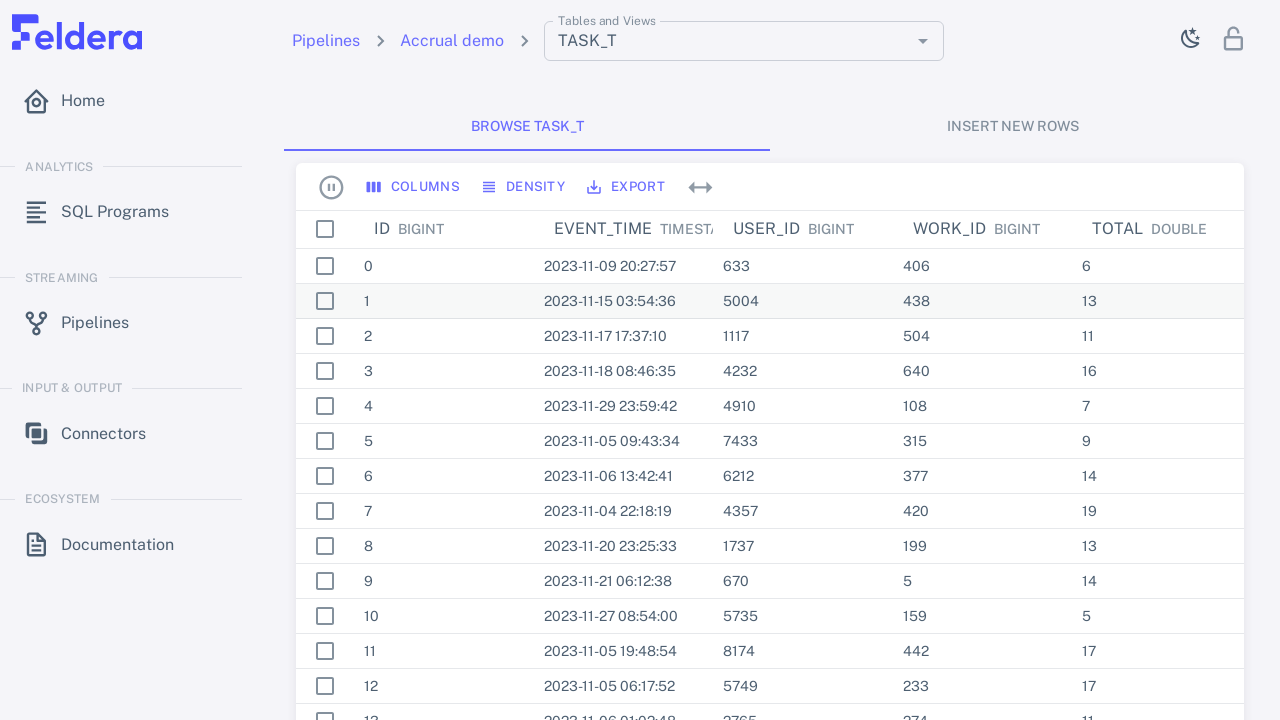 Feldera
Pipelines
Accrual demo
Tables and Views
TASK_T
Home
ANALYTICS
SQL Programs
STREAMING
Pipelines
INPUT & OUTPUT
Connectors
ECOSYSTEM
Documentation
BROWSE TASK_T
INSERT NEW ROWS
COLUMNS DENSITY EXPORT
ID BIGINT EVENT_TIME TIMESTA USER_ID BIGINT WORK_ID BIGINT TOTAL DOUBLE
0 2023-11-09 20:27:57 633 406 6
1 2023-11-15 03:54:36 5004 438 13
2 2023-11-17 17:37:10 1117 504 11
3 2023-11-18 08:46:35 4232 640 16
4 2023-11-29 23:59:42 4910 108 7
5 2023-11-05 09:43:34 7433 315 9
6 2023-11-06 13:42:41 6212 377 14
7 2023-11-04 22:18:19 4357 420 19
8 2023-11-20 23:25:33 1737 199 13
9 2023-11-21 06:12:38 670 5 14
10 2023-11-27 08:54:00 5735 159 5
11 2023-11-05 19:48:54 8174 442 17
12 2023-11-05 06:17:52 5749 233 17